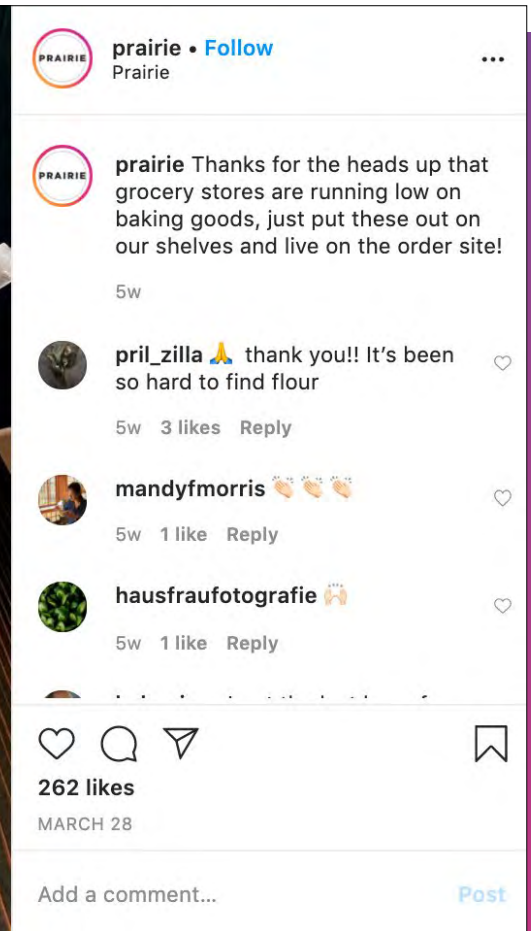 PRAIRIE
prairie • Follow
Prairie
PRAIRIE
prairie Thanks for the heads up that
grocery stores are running low on
baking goods, just put these out on
our shelves and live on the order site!
5w
pril_zilla 🙏 thank you!! It’s been
so hard to find flour
5w 3 likes Reply
mandyfmorris 👏🏻 👏🏻 👏🏻
5w 1 like Reply
hausfraufotografie 🙌🏻
5w 1 like Reply
262 likes
MARCH 28
Add a comment...
Post